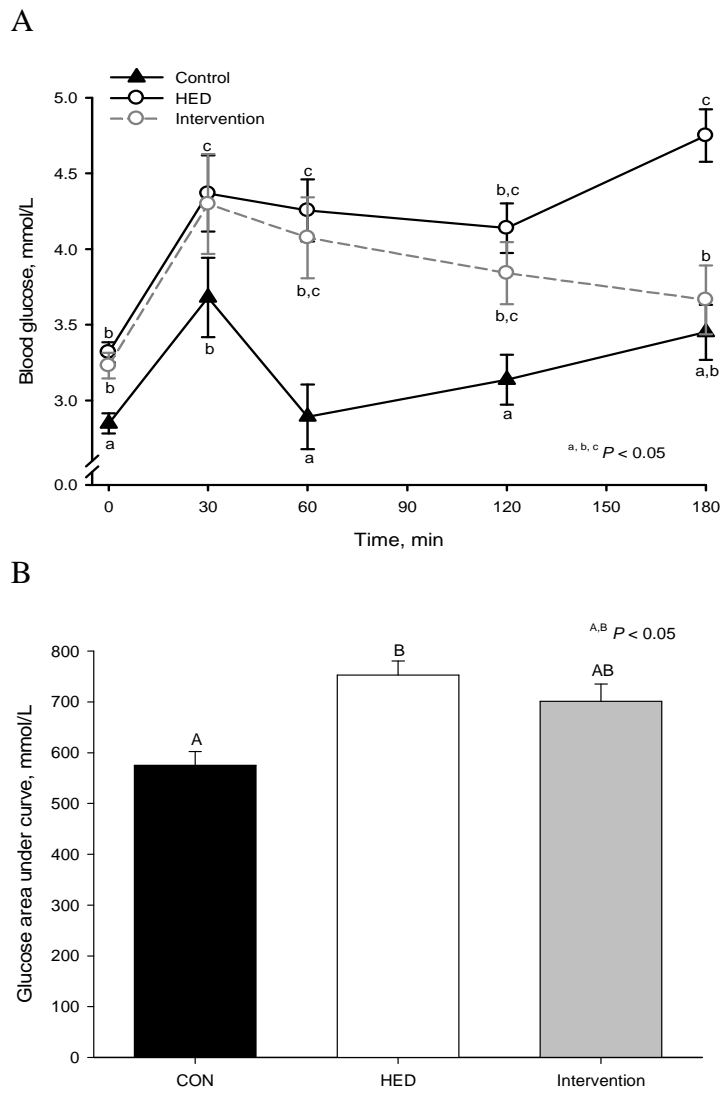 A
Control
HED
Intervention
5.0
c
c
c
b,c
4.5
4.0
b
b
b,c
b,c
3.5
b
b
a,b
3.0
a
a
a
a, b, c P < 0.05
0.0
0 30 60 90 120 150 180
Blood glucose, mmol/L
Time, min
B
A,B P < 0.05
800
B
AB
700
A
600
500
400
300
200
100
0
CON HED Intervention
Glucose area under curve, mmol/L